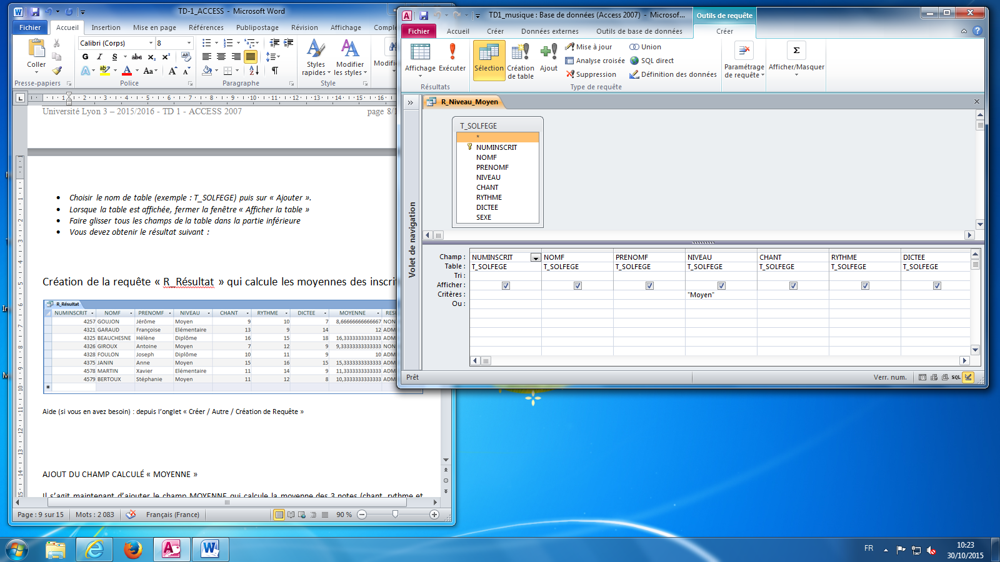 TD-1_ACCESS - Microsoft Word
Fichier Accueil Insertion Mise en page Références Publipostage Révision Affichage Comple
Calibri (Corps) 8
Coller
G I S abc x₂ x²
Aa
Styles rapides
Modifier les styles
Modific
Presse-papiers Police Paragraphe Style
1 2 3 4 5 6 7 8 9 10 11 12 13 14 15 16
Université Lyon 3 – 2015/2016 - TD 1 - ACCESS 2007 page 8/1
• Choisir le nom de table (exemple : T_SOLFEGE) puis sur « Ajouter ».
• Lorsque la table est affichée, fermer la fenêtre « Afficher la table »
• Faire glisser tous les champs de la table dans la partie inférieure
• Vous devez obtenir le résultat suivant :
Création de la requête « R_Résultat » qui calcule les moyennes des inscrit
R_Résultat
NUMINSCRIT NOMF PRENOMF NIVEAU CHANT RYTHME DICTEE MOYENNE RES
4257 GOUJON Jérôme Moyen 9 10 7 8,66666666666667 NON
4321 GARAUD Françoise Elémentaire 13 9 14 12 ADM
4325 BEAUCHESNE Hélène Diplôme 16 15 18 16,3333333333333 ADM
4326 GIROUX Antoine Moyen 7 12 9 9,3333333333333 NON
4328 FOULON Joseph Diplôme 10 11 9 10 ADM
4375 JANIN Anne Moyen 15 16 15 15,3333333333333 ADM
4578 MARTIN Xavier Elémentaire 11 14 9 11,3333333333333 ADM
4579 BERTOUX Stéphanie Moyen 11 12 8 10,3333333333333 ADM
Aide (si vous en avez besoin) : depuis l'onglet « Créer / Autre / Création de Requête »
AJOUT DU CHAMP CALCULÉ « MOYENNE »
Il s'agit maintenant d'ajouter le champ MOYENNE qui calcule la moyenne des 3 notes (chant, rythme et
Page : 9 sur 15 Mots : 2 083 Français (France) 90 %
TD1_musique : Base de données (Access 2007) - Microsof...
Outils de requête
Fichier Accueil Créer Données externes Outils de base de données Créer
Affichage
Exécuter
Sélection
Création de table
Ajout
Mise à jour
Analyse croisée
Suppression
Union
SQL direct
Définition des données
Paramétrage de requête
Σ
Afficher/Masquer
Résultats Type de requête
R_Niveau_Moyen
Volet de navigation
T_SOLFEGE
*
NUMINSCRIT
NOMF
PRENOMF
NIVEAU
CHANT
RYTHME
DICTEE
SEXE
Champ : NUMINSCRIT NOMF PRENOMF NIVEAU CHANT RYTHME DICTEE
Table : T_SOLFEGE T_SOLFEGE T_SOLFEGE T_SOLFEGE T_SOLFEGE T_SOLFEGE T_SOLFEGE
Tri :
Afficher :
Critères : "Moyen"
Ou :
Prêt Verr. num. SQL
FR
10:23
30/10/2015